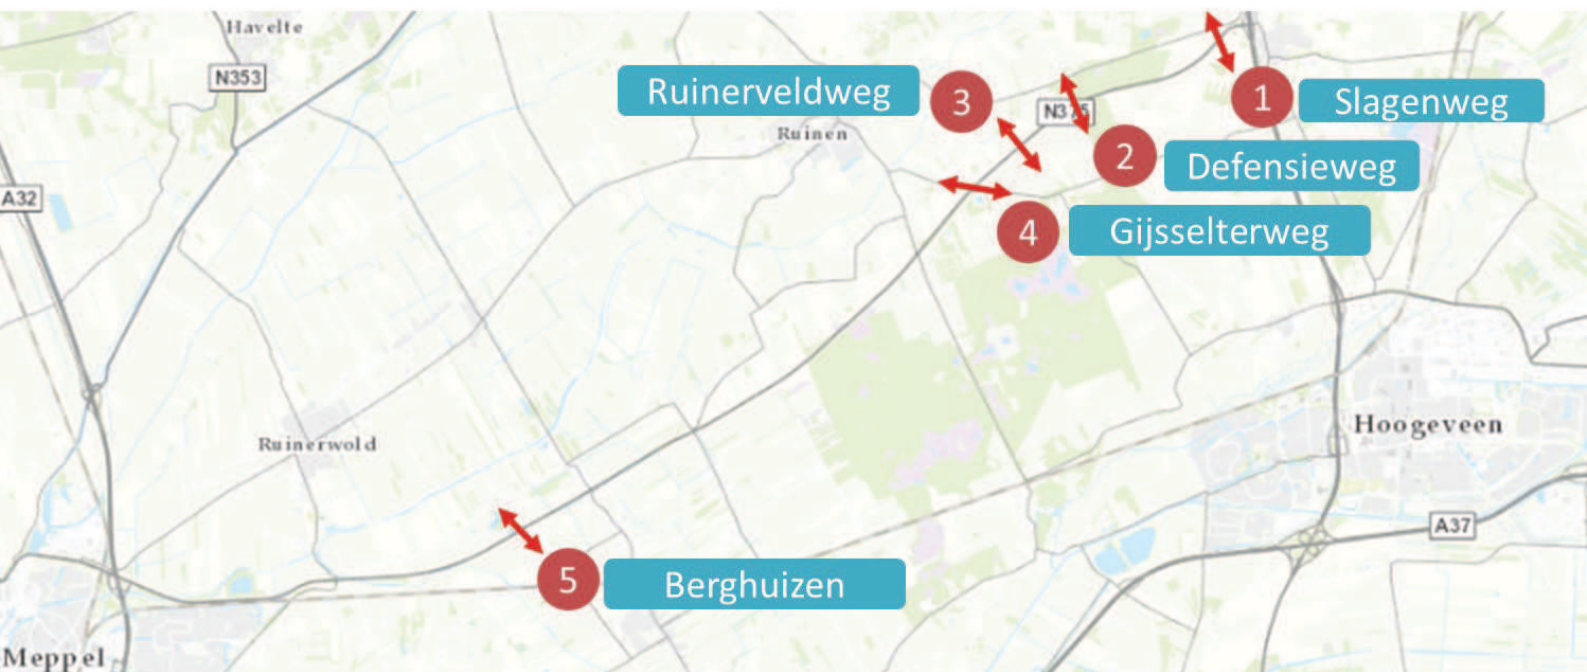 Havelte
N353
Ruinerveldweg
3
N375
1
Slagenweg
Ruinen
2
Defensieweg
A32
4
Gijsselterweg
Hoogeveen
Ruinerwold
A37
5
Berghuizen
Meppel